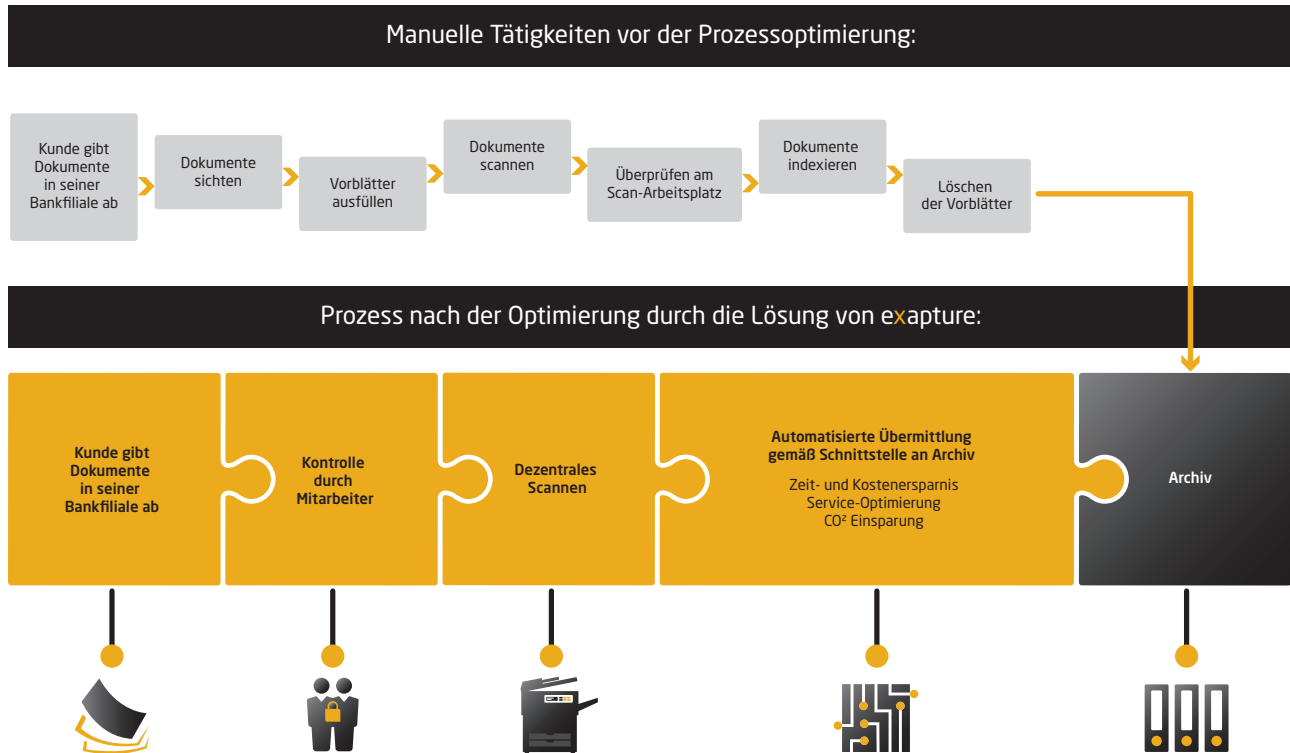 Manuelle Tätigkeiten vor der Prozessoptimierung:
Kunde gibt
Dokumente
in seiner
Bankfiliale ab
Dokumente
sichten
Vorblätter
ausfüllen
Dokumente
scannen
Überprüfen am
Scan-Arbeitsplatz
Dokumente
indexieren
Löschen
der Vorblätter
Prozess nach der Optimierung durch die Lösung von exapture:
Kunde gibt
Dokumente
in seiner
Bankfiliale ab
Kontrolle
durch
Mitarbeiter
Dezentrales
Scannen
Automatisierte Übermittlung
gemäß Schnittstelle an Archiv
Zeit- und Kostenersparnis
Service-Optimierung
CO² Einsparung
Archiv